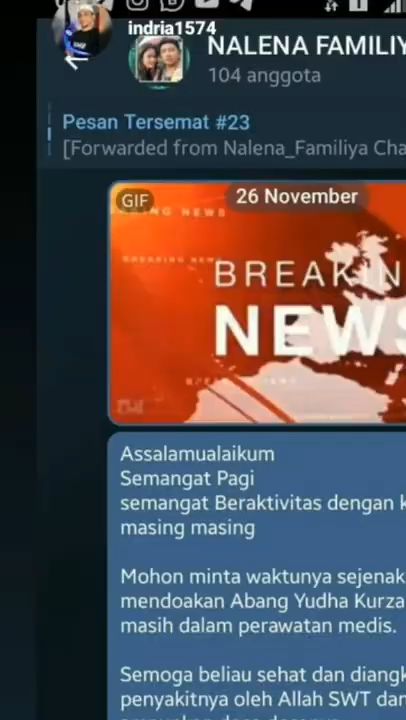 indria1574
NALENA FAMILIY
104 anggota
Pesan Tersemat #23
[Forwarded from Nalena_Familiya Cha
GIF
26 November
BREAKING NEWS
BREAKIN
NEWS
Assalamualaikum
Semangat Pagi
semangat Beraktivitas dengan k
masing masing
Mohon minta waktunya sejenak
mendoakan Abang Yudha Kurza
masih dalam perawatan medis.
Semoga beliau sehat dan diangk
penyakitnya oleh Allah SWT dan